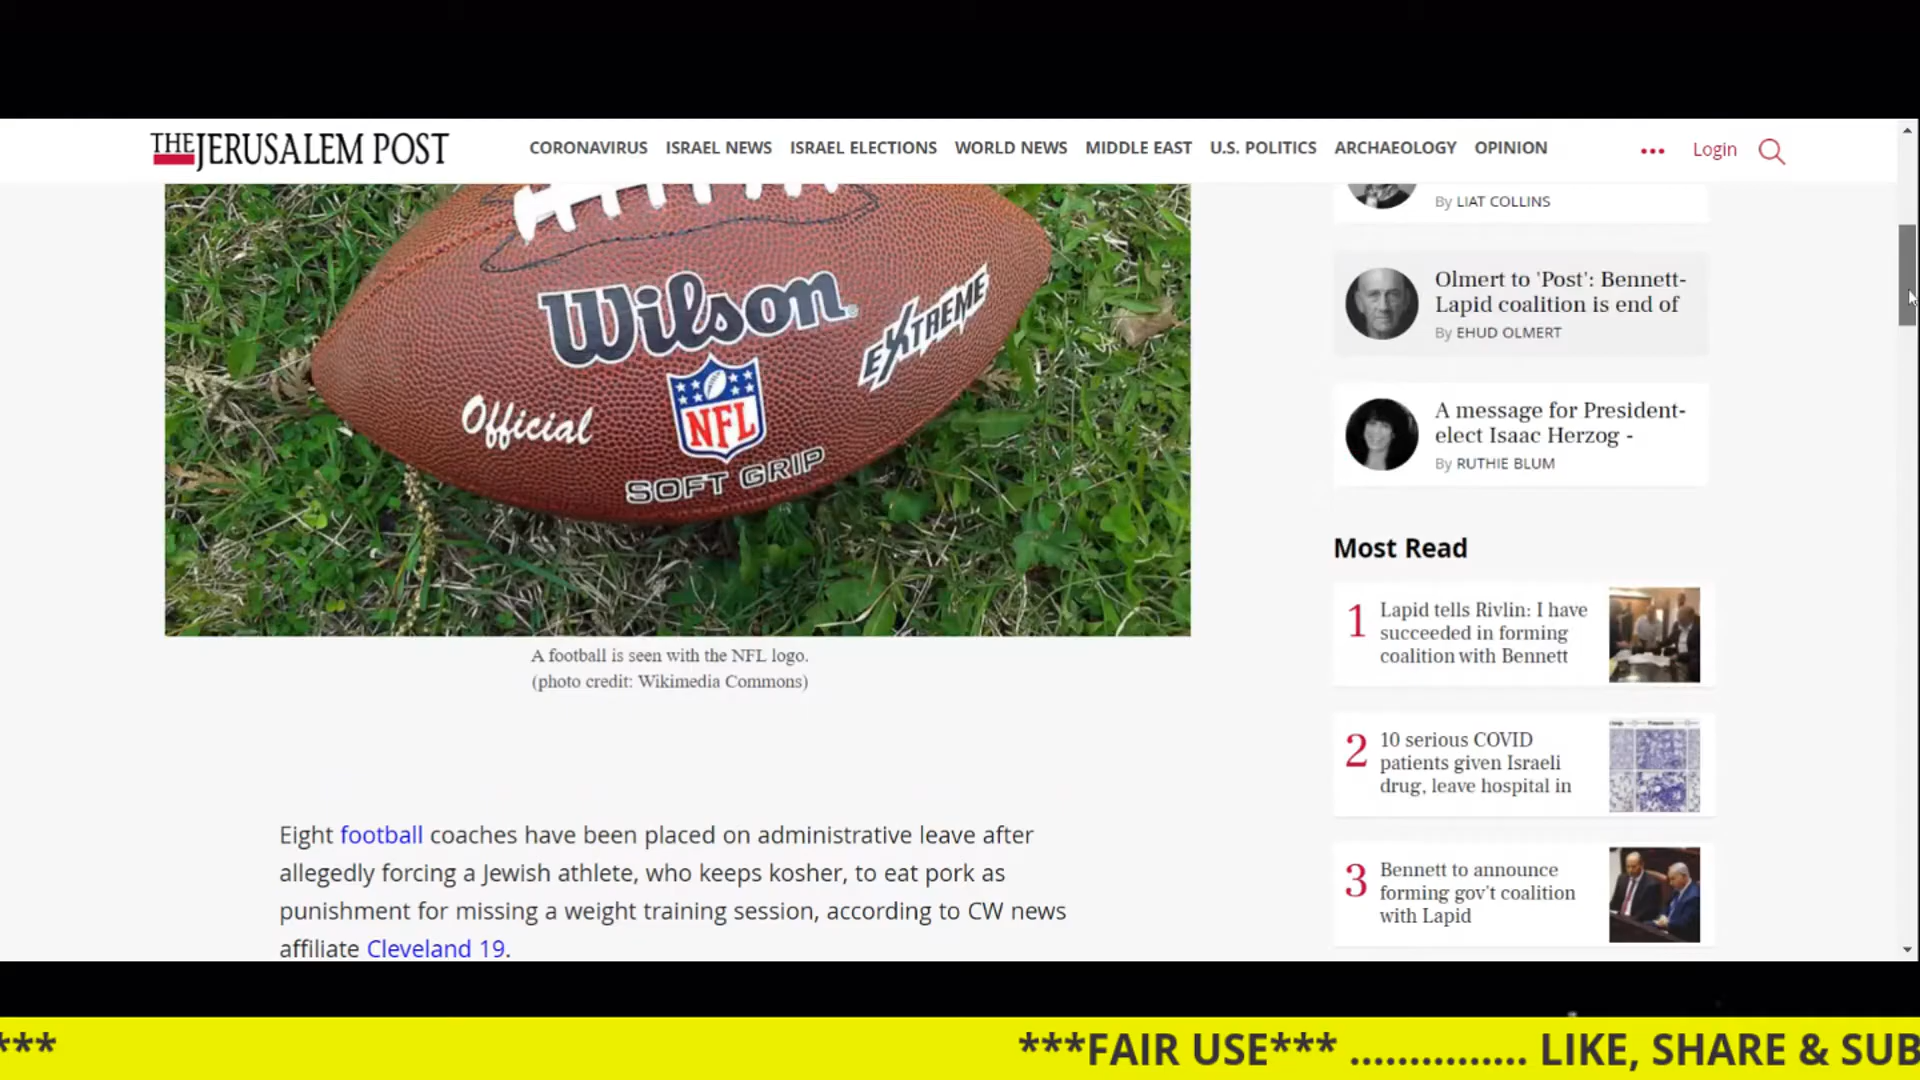 THE JERUSALEM POST
CORONAVIRUS ISRAEL NEWS ISRAEL ELECTIONS WORLD NEWS MIDDLE EAST U.S. POLITICS ARCHAEOLOGY OPINION
••• Login
Wilson
EXTREME
Official
NFL
SOFT GRIP
A football is seen with the NFL logo.
(photo credit: Wikimedia Commons)
Eight football coaches have been placed on administrative leave after
allegedly forcing a Jewish athlete, who keeps kosher, to eat pork as
punishment for missing a weight training session, according to CW news
affiliate Cleveland 19.
By LIAT COLLINS
Olmert to 'Post': Bennett-
Lapid coalition is end of
By EHUD OLMERT
A message for President-
elect Isaac Herzog -
By RUTHIE BLUM
Most Read
1
Lapid tells Rivlin: I have
succeeded in forming
coalition with Bennett
2
10 serious COVID
patients given Israeli
drug, leave hospital in
3
Bennett to announce
forming gov't coalition
with Lapid
*** ***FAIR USE*** ............... LIKE, SHARE & SUB